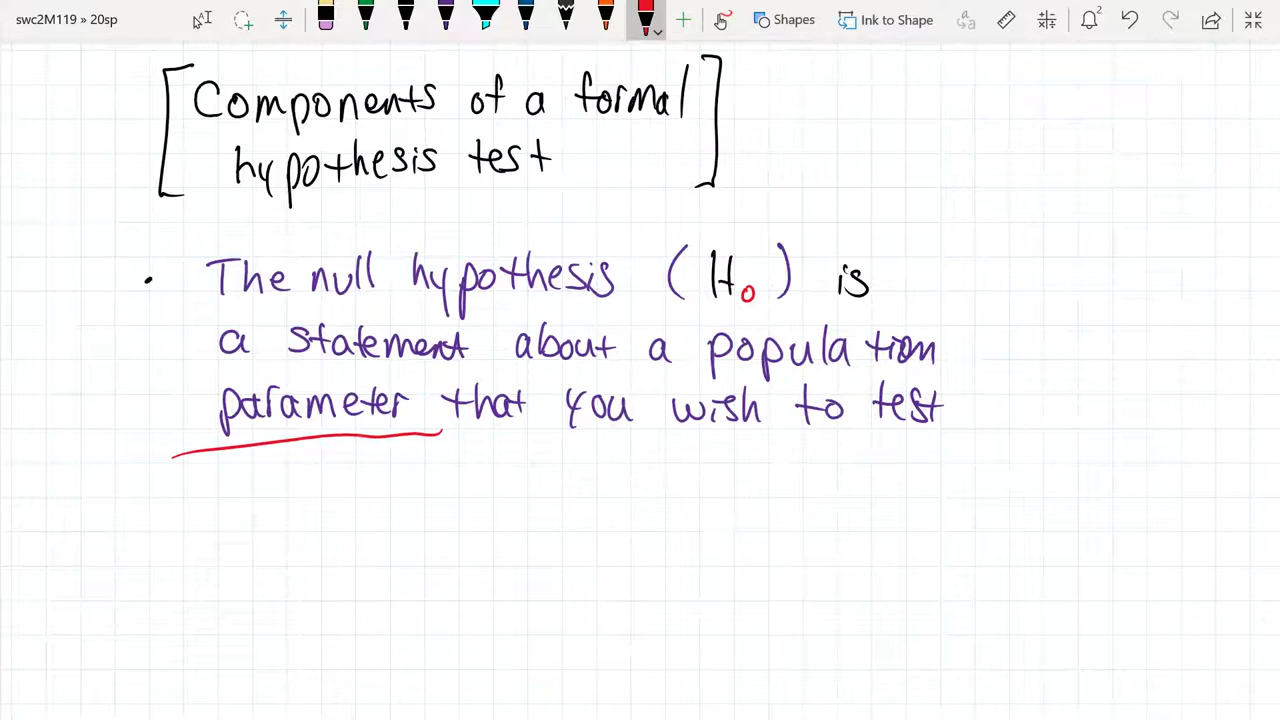 swc2M119 » 20sp
Shapes
Ink to Shape
2
[Components of a formal
hypothesis test]
• The null hypothesis (H₀) is
a statement about a population
parameter that you wish to test